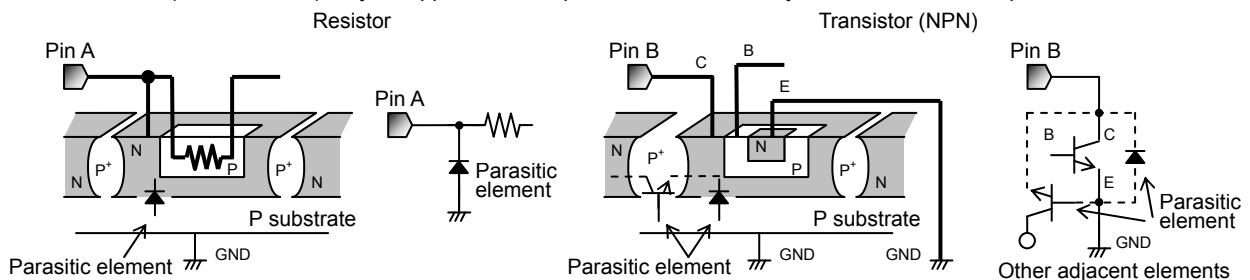 Resistor
Transistor (NPN)
Pin A
Pin A
Pin B
Pin B
C
B
E
B
C
E
N
P+
N
P
P+
N
N
P+
N
P
P+
N
Parasitic
element
Parasitic
element
P substrate
P substrate
GND
GND
GND
GND
Parasitic element
Parasitic element
Other adjacent elements